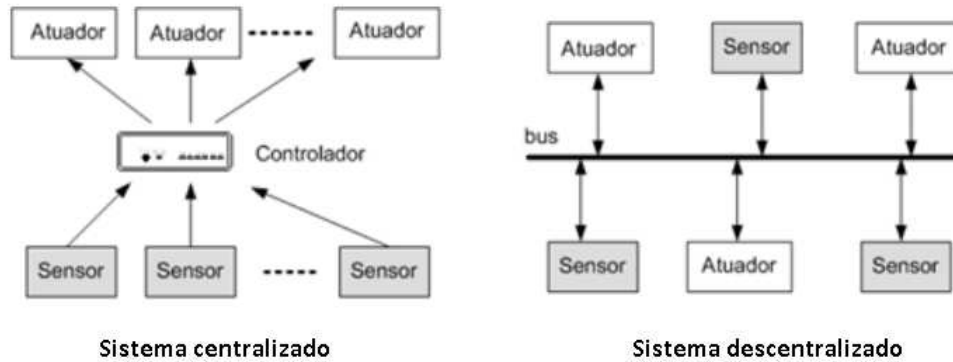 Atuador Atuador Atuador
Controlador
Sensor Sensor Sensor
Sistema centralizado
Atuador Sensor Atuador
bus
Sensor Atuador Sensor
Sistema descentralizado